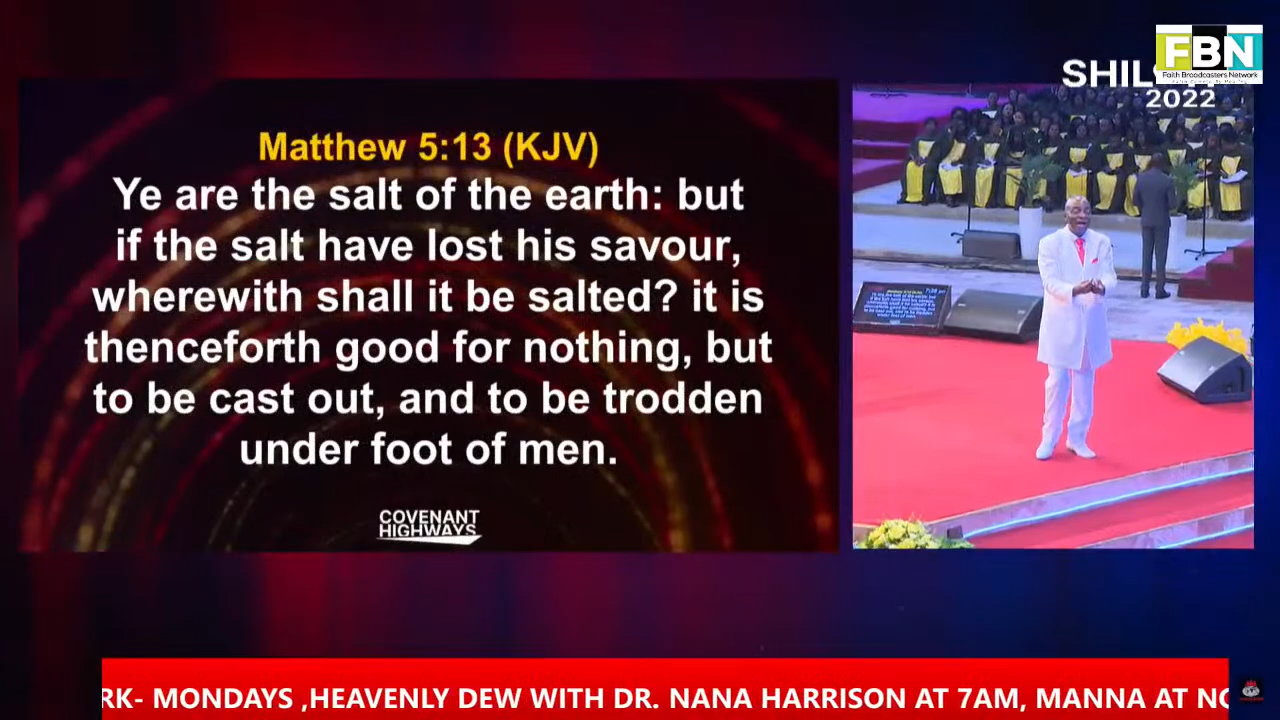 FBN
Faith Broadcasters Network
SHIL
2022
Matthew 5:13 (KJV)
Ye are the salt of the earth: but
if the salt have lost his savour,
wherewith shall it be salted? it is
thenceforth good for nothing, but
to be cast out, and to be trodden
under foot of men.
COVENANT
HIGHWAYS
RK- MONDAYS ,HEAVENLY DEW WITH DR. NANA HARRISON AT 7AM, MANNA AT NO